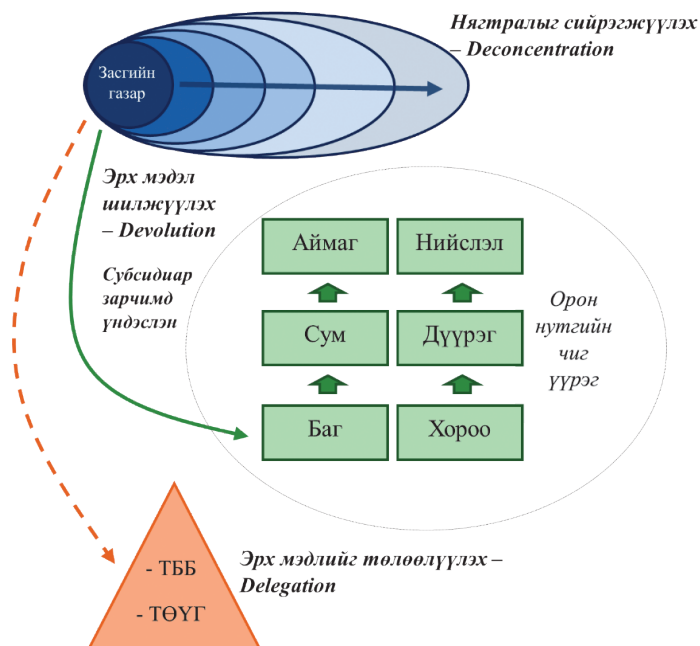 Нягтралыг сийрэгжүүлэх
– Deconcentration
Засгийн
газар
Эрх мэдэл
шилжүүлэх
– Devolution
Субсидиар
зарчимд
үндэслэн
Аймаг
Нийслэл
Сум
Дүүрэг
Баг
Хороо
Орон
нутгийн
чиг
үүрэг
Эрх мэдлийг төлөөлүүлэх –
Delegation
- ТББ
- ТӨҮГ